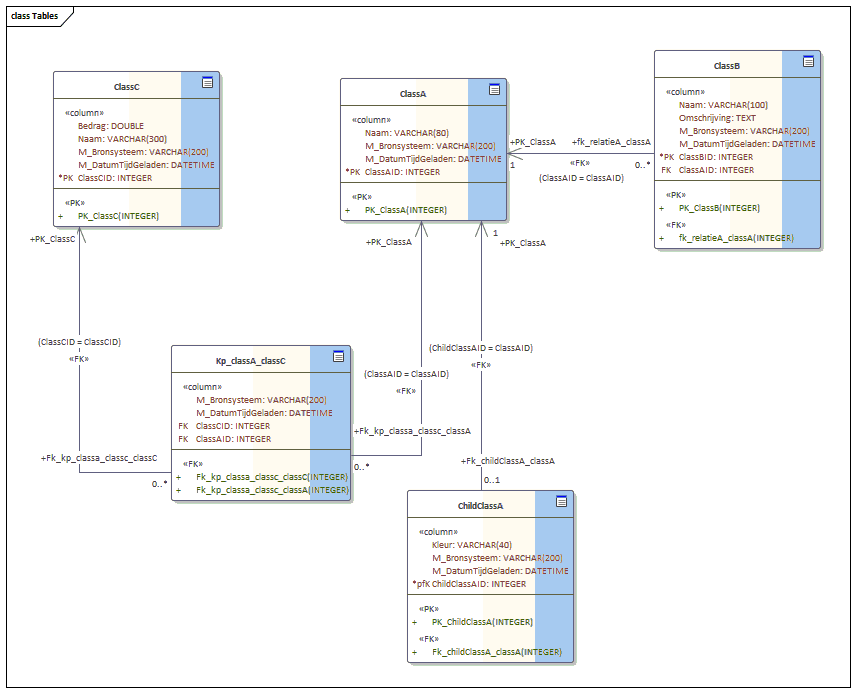 class Tables
ClassC
«column»
Bedrag: DOUBLE
Naam: VARCHAR(300)
M_Bronsysteem: VARCHAR(200)
M_DatumTijdGeladen: DATETIME
*PK ClassCID: INTEGER
«PK»
+ PK_ClassC(INTEGER)
ClassA
«column»
Naam: VARCHAR(80)
M_Bronsysteem: VARCHAR(200)
M_DatumTijdGeladen: DATETIME
*PK ClassAID: INTEGER
«PK»
+ PK_ClassA(INTEGER)
ClassB
«column»
Naam: VARCHAR(100)
Omschrijving: TEXT
M_Bronsysteem: VARCHAR(200)
M_DatumTijdGeladen: DATETIME
*PK ClassBID: INTEGER
FK ClassAID: INTEGER
«PK»
+ PK_ClassB(INTEGER)
«FK»
+ fk_relatieA_classA(INTEGER)
+PK_ClassA +fk_relatieA_classA
1 «FK» 0..*
(ClassAID = ClassAID)
+PK_ClassC
+PK_ClassA
1
+PK_ClassA
(ClassCID = ClassCID)
«FK»
(ChildClassAID = ClassAID)
«FK»
(ClassAID = ClassAID)
«FK»
Kp_classA_classC
«column»
M_Bronsysteem: VARCHAR(200)
M_DatumTijdGeladen: DATETIME
FK ClassCID: INTEGER
FK ClassAID: INTEGER
«FK»
+ Fk_kp_classa_classc_classC(INTEGER)
+ Fk_kp_classa_classc_classA(INTEGER)
+Fk_kp_classa_classc_classC
0..*
+Fk_kp_classa_classc_classA
0..*
+Fk_childClassA_classA
0..1
ChildClassA
«column»
Kleur: VARCHAR(40)
M_Bronsysteem: VARCHAR(200)
M_DatumTijdGeladen: DATETIME
*pfK ChildClassAID: INTEGER
«PK»
+ PK_ChildClassA(INTEGER)
«FK»
+ Fk_childClassA_classA(INTEGER)